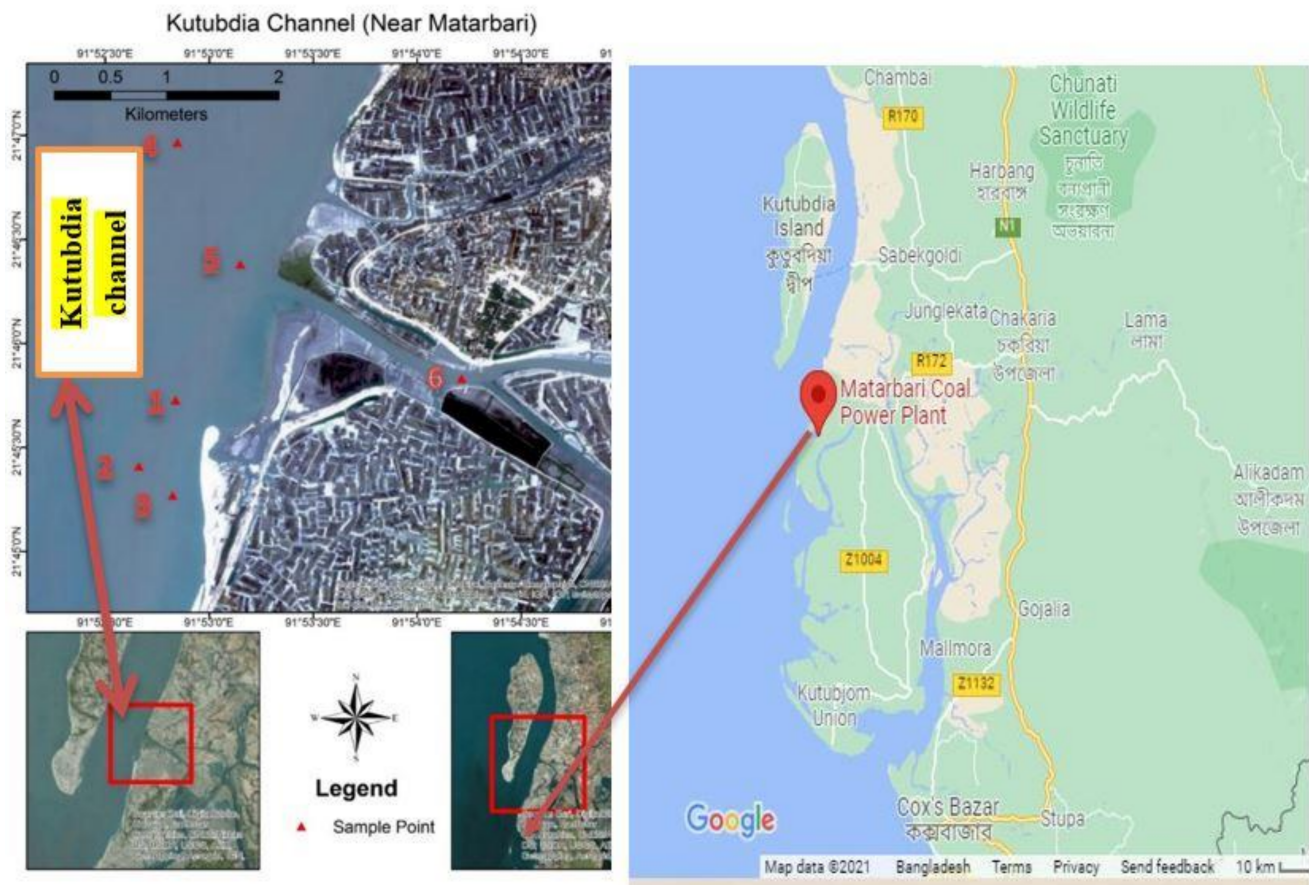 Kutubdia Channel (Near Matarbari)
91°52'30"E 91°53'0"E 91°53'30"E 91°54'0"E 91°54'30"E
0 0.5 1 2
Kilometers
21°47'0"N
21°46'30"N
21°46'0"N
21°45'30"N
21°45'0"N
4
Kutubdia
channel
5
6
1
2
3
91°53'0"E 91°53'30"E 91°54'0"E 91°54'30"E
N
W E
S
Legend
Sample Point
Chambal
R170
Chunati
Wildlife
Sanctuary
চুনতি
বন্যপ্রাণী
সংরক্ষণ
অভয়ারন্য
Harbang
হারবাঙ্গ
Kutubdia
Island
কুতুবদিয়া
দ্বীপ
N1
Sabekgoldi
Junglekata
Chakaria
চকরিয়া
উপজেলা
Lama
লামা
R172
Matarbari Coal
Power Plant
Alikadam
আলীকদম
উপজেলা
Z1004
Gojalia
Mallmora
Z1132
Kutubjom
Union
Cox's Bazar
কক্সবাজার
Stupa
Google
Map data ©2021 Bangladesh Terms Privacy Send feedback 10 km